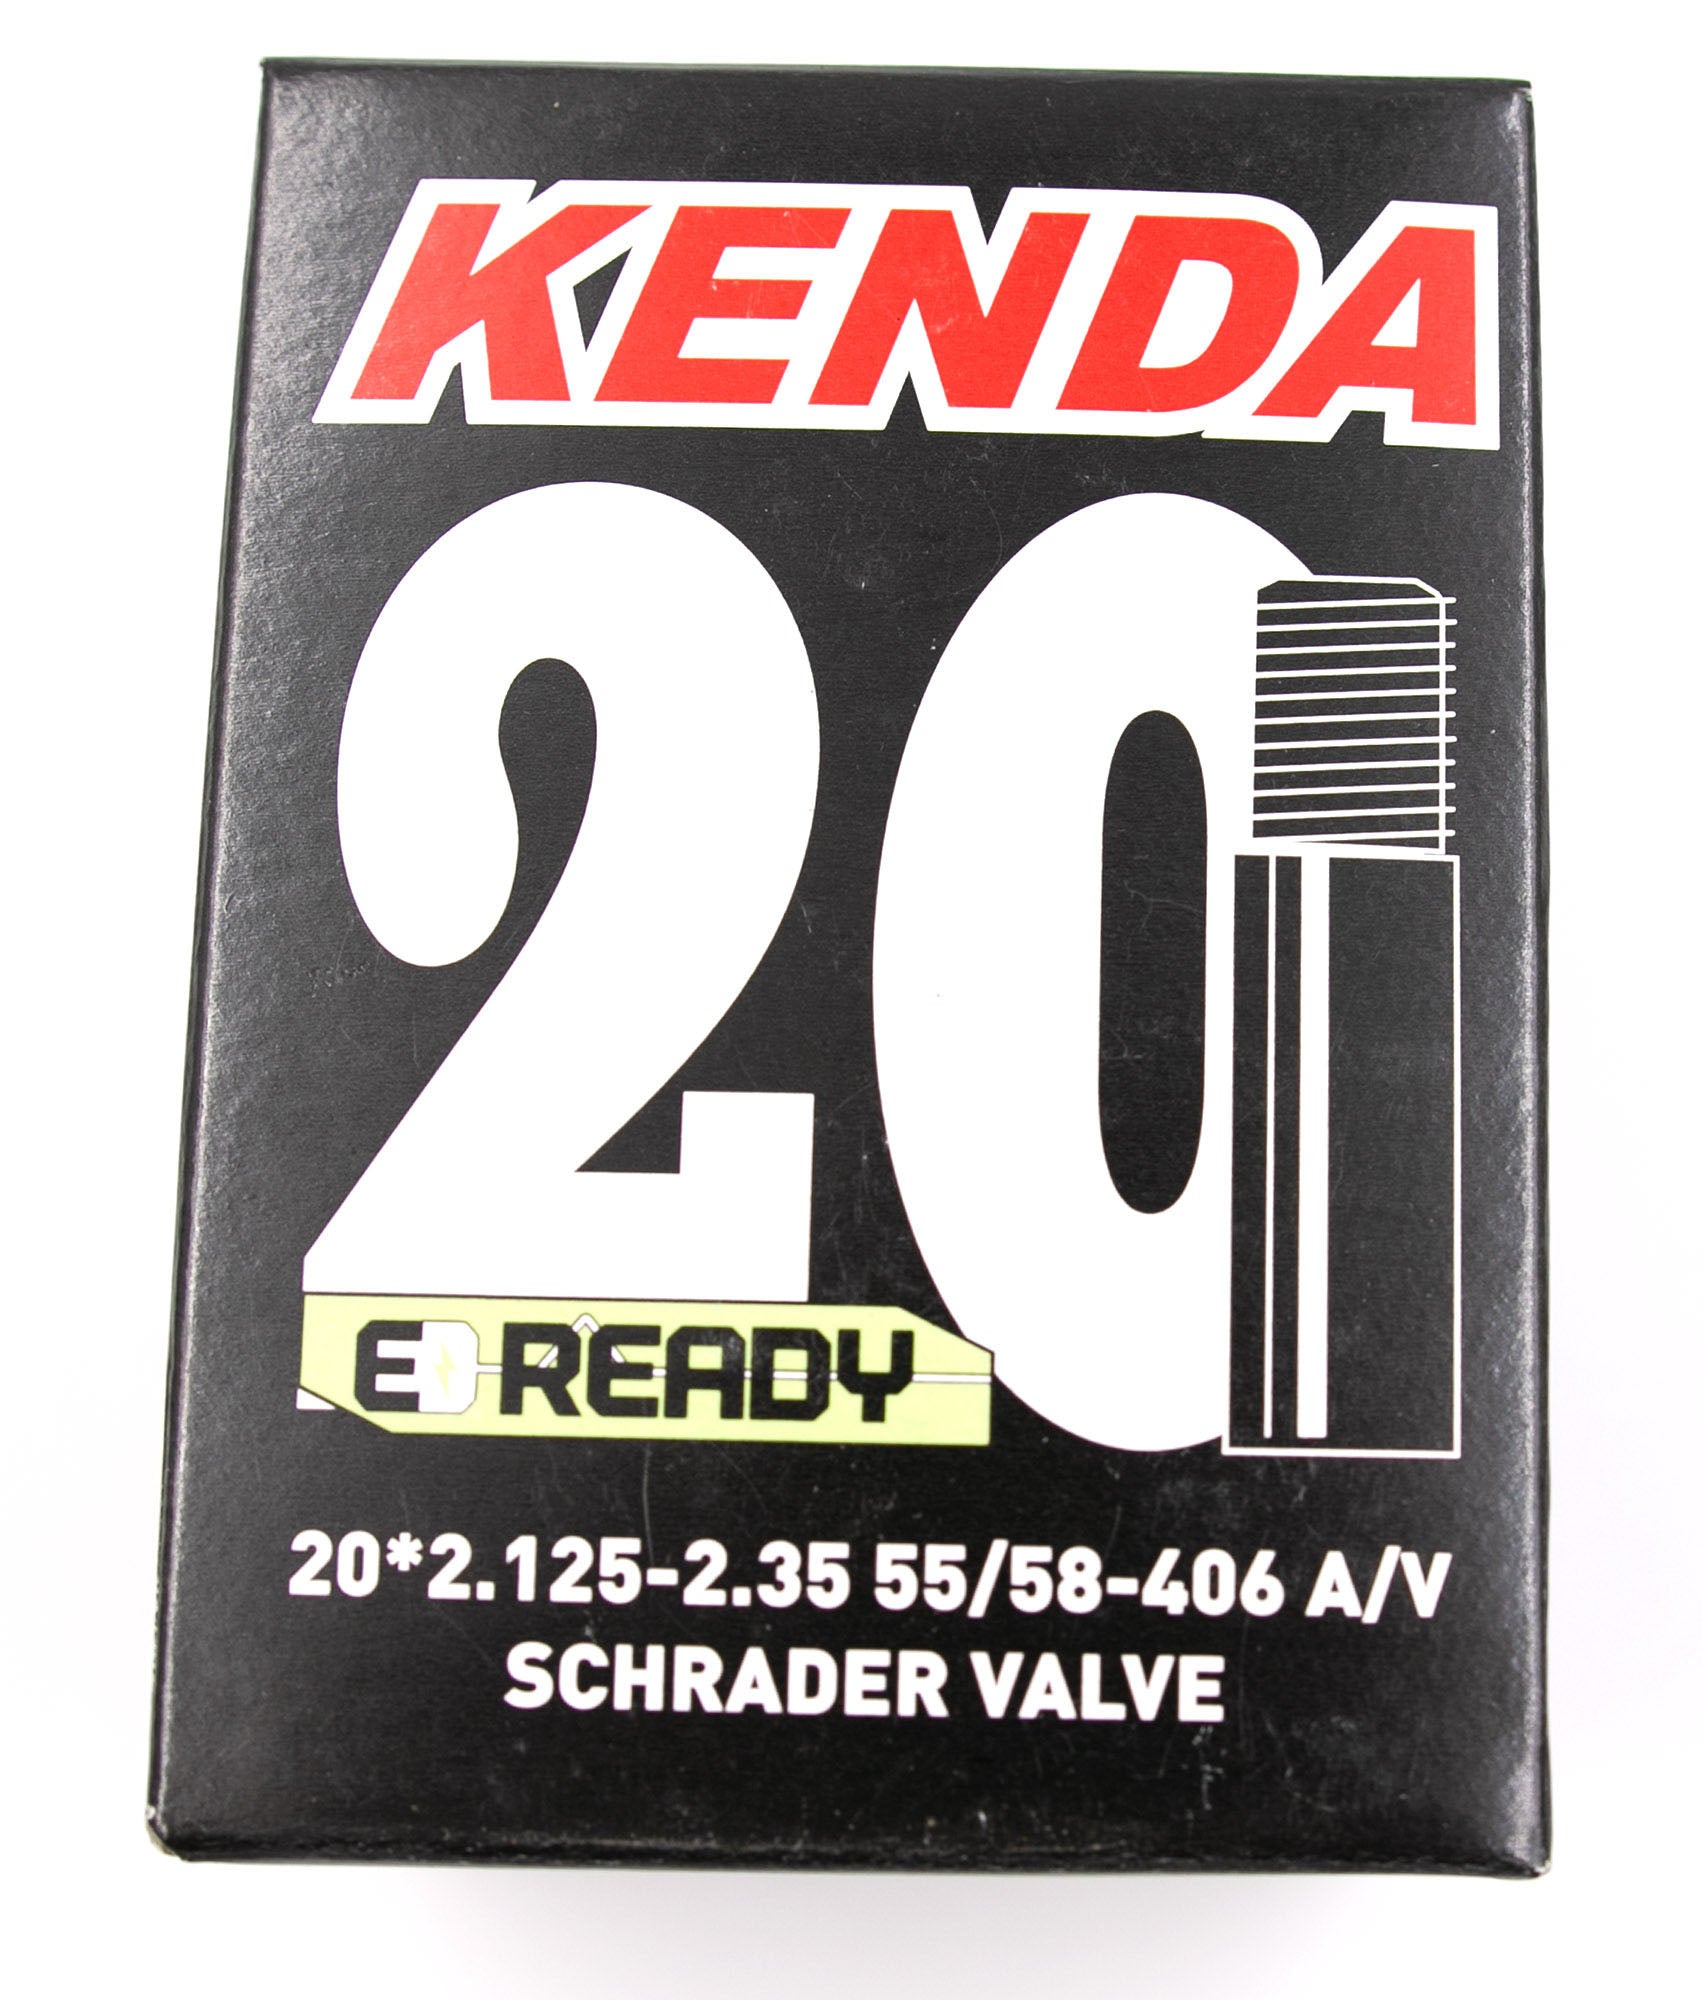 KENDA
20
E READY
20*2.125-2.35 55/58-406 A/V
SCHRADER VALVE